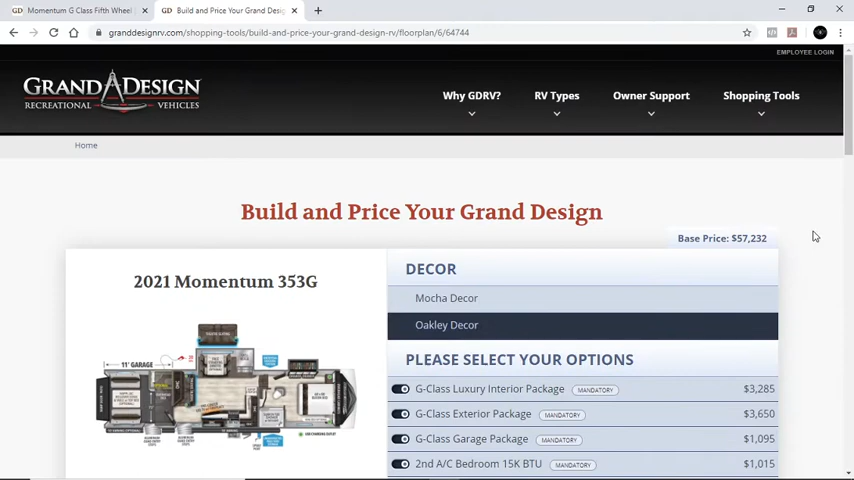 GD Momentum G Class Fifth Wheel
GD Build and Price Your Grand Desig
granddesignrv.com/shopping-tools/build-and-price-your-grand-design-rv/floorplan/6/64744
EMPLOYEE LOGIN
GRAND DESIGN
RECREATIONAL VEHICLES
Why GDRV?
RV Types
Owner Support
Shopping Tools
Home
Build and Price Your Grand Design
Base Price: $57,232
2021 Momentum 353G
11' GARAGE
DECOR
Mocha Decor
Oakley Decor
PLEASE SELECT YOUR OPTIONS
G-Class Luxury Interior Package MANDATORY $3,285
G-Class Exterior Package MANDATORY $3,650
G-Class Garage Package MANDATORY $1,095
2nd A/C Bedroom 15K BTU MANDATORY $1,015